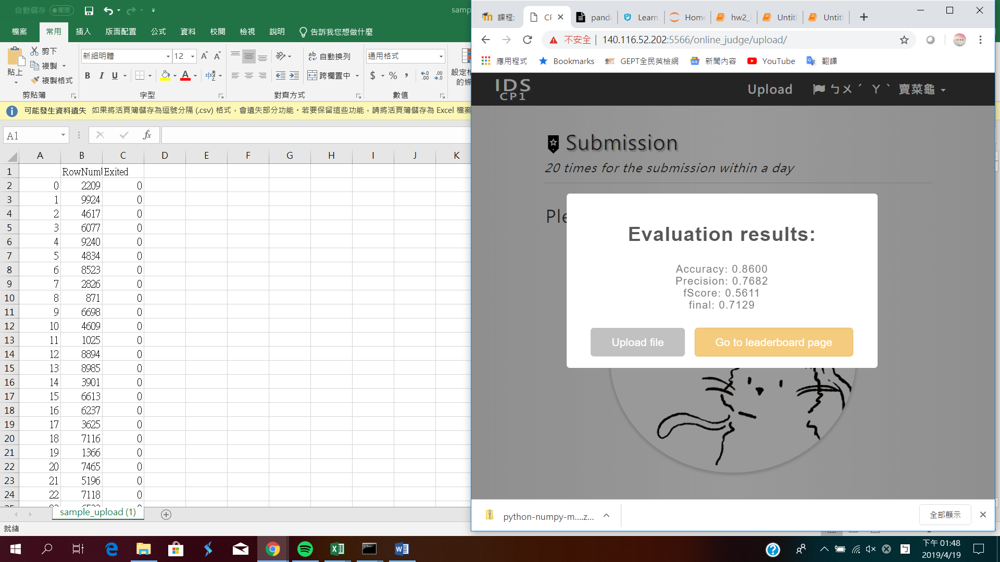 自動儲存 關閉
samp
檔案 常用 插入 版面配置 公式 資料 校閱 檢視 說明 告訴我您想做什麼
貼上
剪下
複製
複製格式
剪貼簿
新細明體 12
B I U
字型
ab 自動換列
跨欄置中
對齊方式
通用格式
$ % ,
數值
設定格
的條
可能發生資料遺失 如果將活頁簿儲存為逗號分隔 (.csv) 格式，會遺失部分功能。若要保留這些功能，請將活頁簿儲存為 Excel 檔案
A1 fx
A B C D E F G H I J K
1 RowNuml Exited
2 0 2209 0
3 1 9924 0
4 2 4617 0
5 3 6077 0
6 4 9240 0
7 5 4834 0
8 6 8523 0
9 7 2826 0
10 8 871 0
11 9 6698 0
12 10 4609 0
13 11 1025 0
14 12 8894 0
15 13 8985 0
16 14 3901 0
17 15 6613 0
18 16 6237 0
19 17 3625 0
20 18 7116 0
21 19 1366 0
22 20 7465 0
23 21 5196 0
24 22 7118 0
sample_upload (1)
就緒
課程: CF panda Learn Home hw2_ Untitl Untitl
不安全 | 140.116.52.202:5566/online_judge/upload/
應用程式 Bookmarks GEPT全民英檢網 新聞內容 YouTube 翻譯
IDS
CP1
Upload ㄅㄨˊ ㄚˋ 賣菜龜
Submission
20 times for the submission within a day
Ple
Evaluation results:
Accuracy: 0.8600
Precision: 0.7682
fScore: 0.5611
final: 0.7129
Upload file Go to leaderboard page
python-numpy-m....z...
全部顯示
ㄅ
下午 01:48
2019/4/19